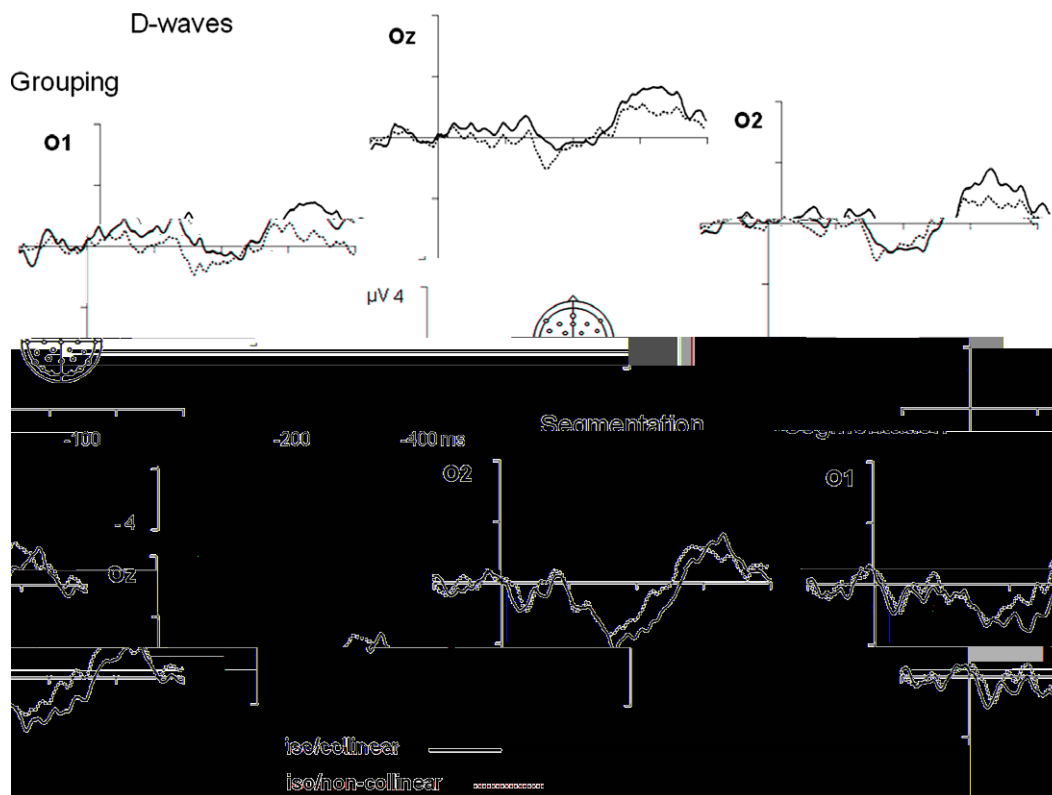 D-waves
Oz
Grouping
O1
O2
µV 4
Segmentation
-100
-200
-400 ms
O2
O1
- 4
Oz
iso/collinear
iso/non-collinear